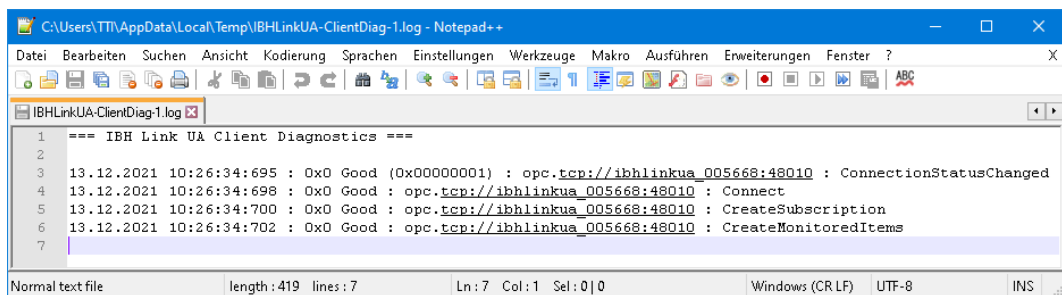 C:\Users\TTI\AppData\Local\Temp\IBHLinkUA-ClientDiag-1.log - Notepad++
Datei Bearbeiten Suchen Ansicht Kodierung Sprachen Einstellungen Werkzeuge Makro Ausführen Erweiterungen Fenster ? X
ABC
IBHLinkUA-ClientDiag-1.log
1 === IBH Link UA Client Diagnostics ===
2
3 13.12.2021 10:26:34:695 : 0x0 Good (0x00000001) : opc.tcp://ibhlinkua_005668:48010 : ConnectionStatusChanged
4 13.12.2021 10:26:34:698 : 0x0 Good : opc.tcp://ibhlinkua_005668:48010 : Connect
5 13.12.2021 10:26:34:700 : 0x0 Good : opc.tcp://ibhlinkua_005668:48010 : CreateSubscription
6 13.12.2021 10:26:34:702 : 0x0 Good : opc.tcp://ibhlinkua_005668:48010 : CreateMonitoredItems
7
Normal text file length : 419 lines : 7 Ln : 7 Col : 1 Sel : 0 | 0 Windows (CR LF) UTF-8 INS